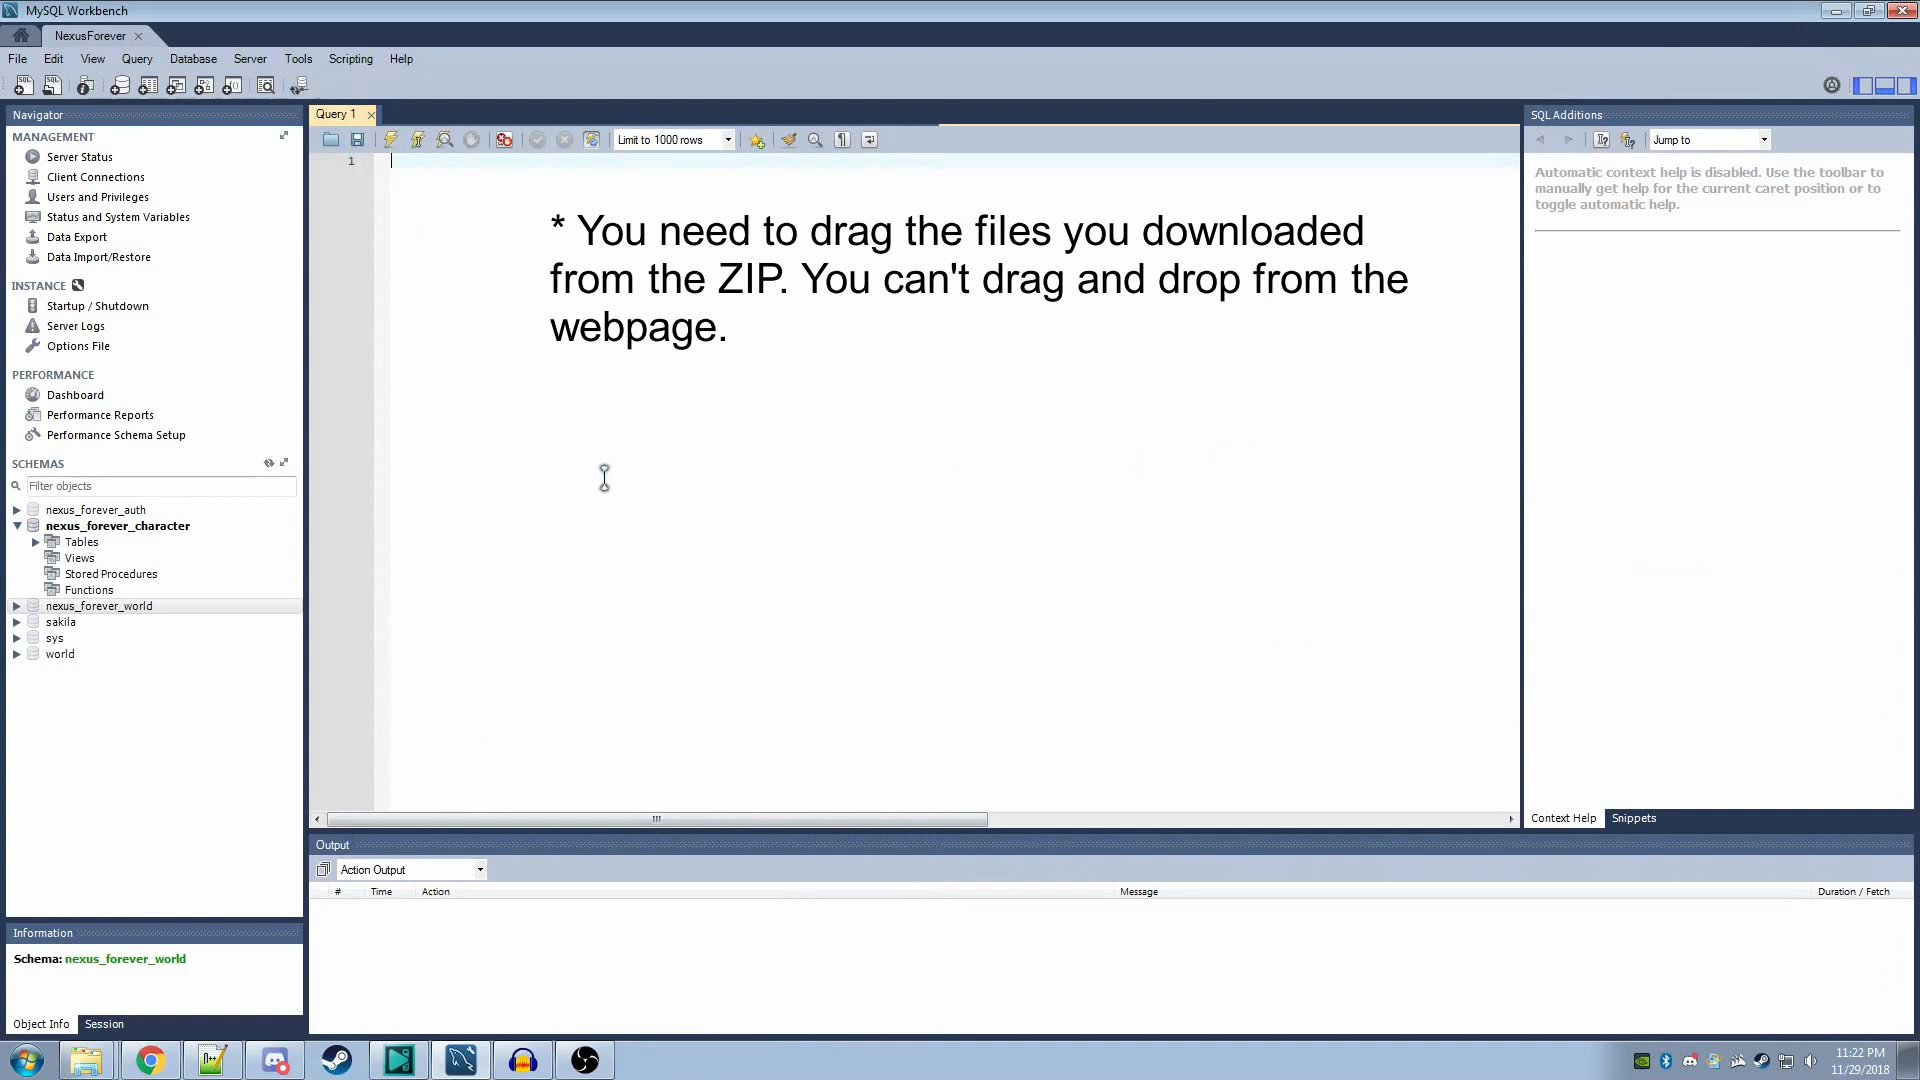 MySQL Workbench
NexusForever
File Edit View Query Database Server Tools Scripting Help
Navigator
MANAGEMENT
Server Status
Client Connections
Users and Privileges
Status and System Variables
Data Export
Data Import/Restore
INSTANCE
Startup / Shutdown
Server Logs
Options File
PERFORMANCE
Dashboard
Performance Reports
Performance Schema Setup
SCHEMAS
Filter objects
nexus_forever_auth
nexus_forever_character
Tables
Views
Stored Procedures
Functions
nexus_forever_world
sakila
sys
world
Information
Schema: nexus_forever_world
Object Info Session
Query 1
Limit to 1000 rows
1
* You need to drag the files you downloaded
from the ZIP. You can't drag and drop from the
webpage.
SQL Additions
Jump to
Automatic context help is disabled. Use the toolbar to
manually get help for the current caret position or to
toggle automatic help.
Context Help Snippets
Output
Action Output
# Time Action Message Duration / Fetch
11:22 PM
11/29/2018